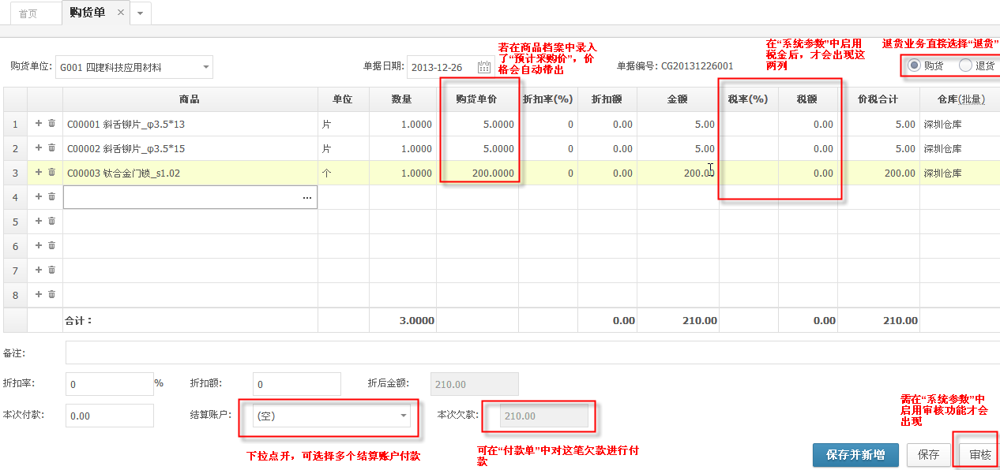 首页
购货单
若在商品档案中录入
了“预计采购价”，价
格会自动带出
在“系统参数”中启用
税金后，才会出现这
两列
退货业务直接选择“退货”
购货单位: G001 四捷科技应用材料 单据日期: 2013-12-26 单据编号: CG20131226001 购货 退货
商品 单位 数量 购货单价 折扣率(%) 折扣额 金额 税率(%) 税额 价税合计 仓库(批量)
1 C00001 斜舌铆片_φ3.5*13 片 1.0000 5.0000 0 0.00 5.00 0.00 5.00 深圳仓库
2 C00002 斜舌铆片_φ3.5*15 片 1.0000 5.0000 0 0.00 5.00 0.00 5.00 深圳仓库
3 C00003 钛合金门锁_s1.02 个 1.0000 200.0000 0 0.00 200.00 0.00 200.00 深圳仓库
4 ...
5
6
7
8
合计： 3.0000 0.00 210.00 0.00 210.00
备注:
折扣率: 0 % 折扣额: 0 折后金额: 210.00
本次付款: 0.00 结算账户: (空) 本次欠款: 210.00
下拉点开，可选择多个结算账户付款
可在“付款单”中对这笔欠款进行付
款
需在“系统参数”中
启用审核功能才会
出现
保存并新增 保存 审核